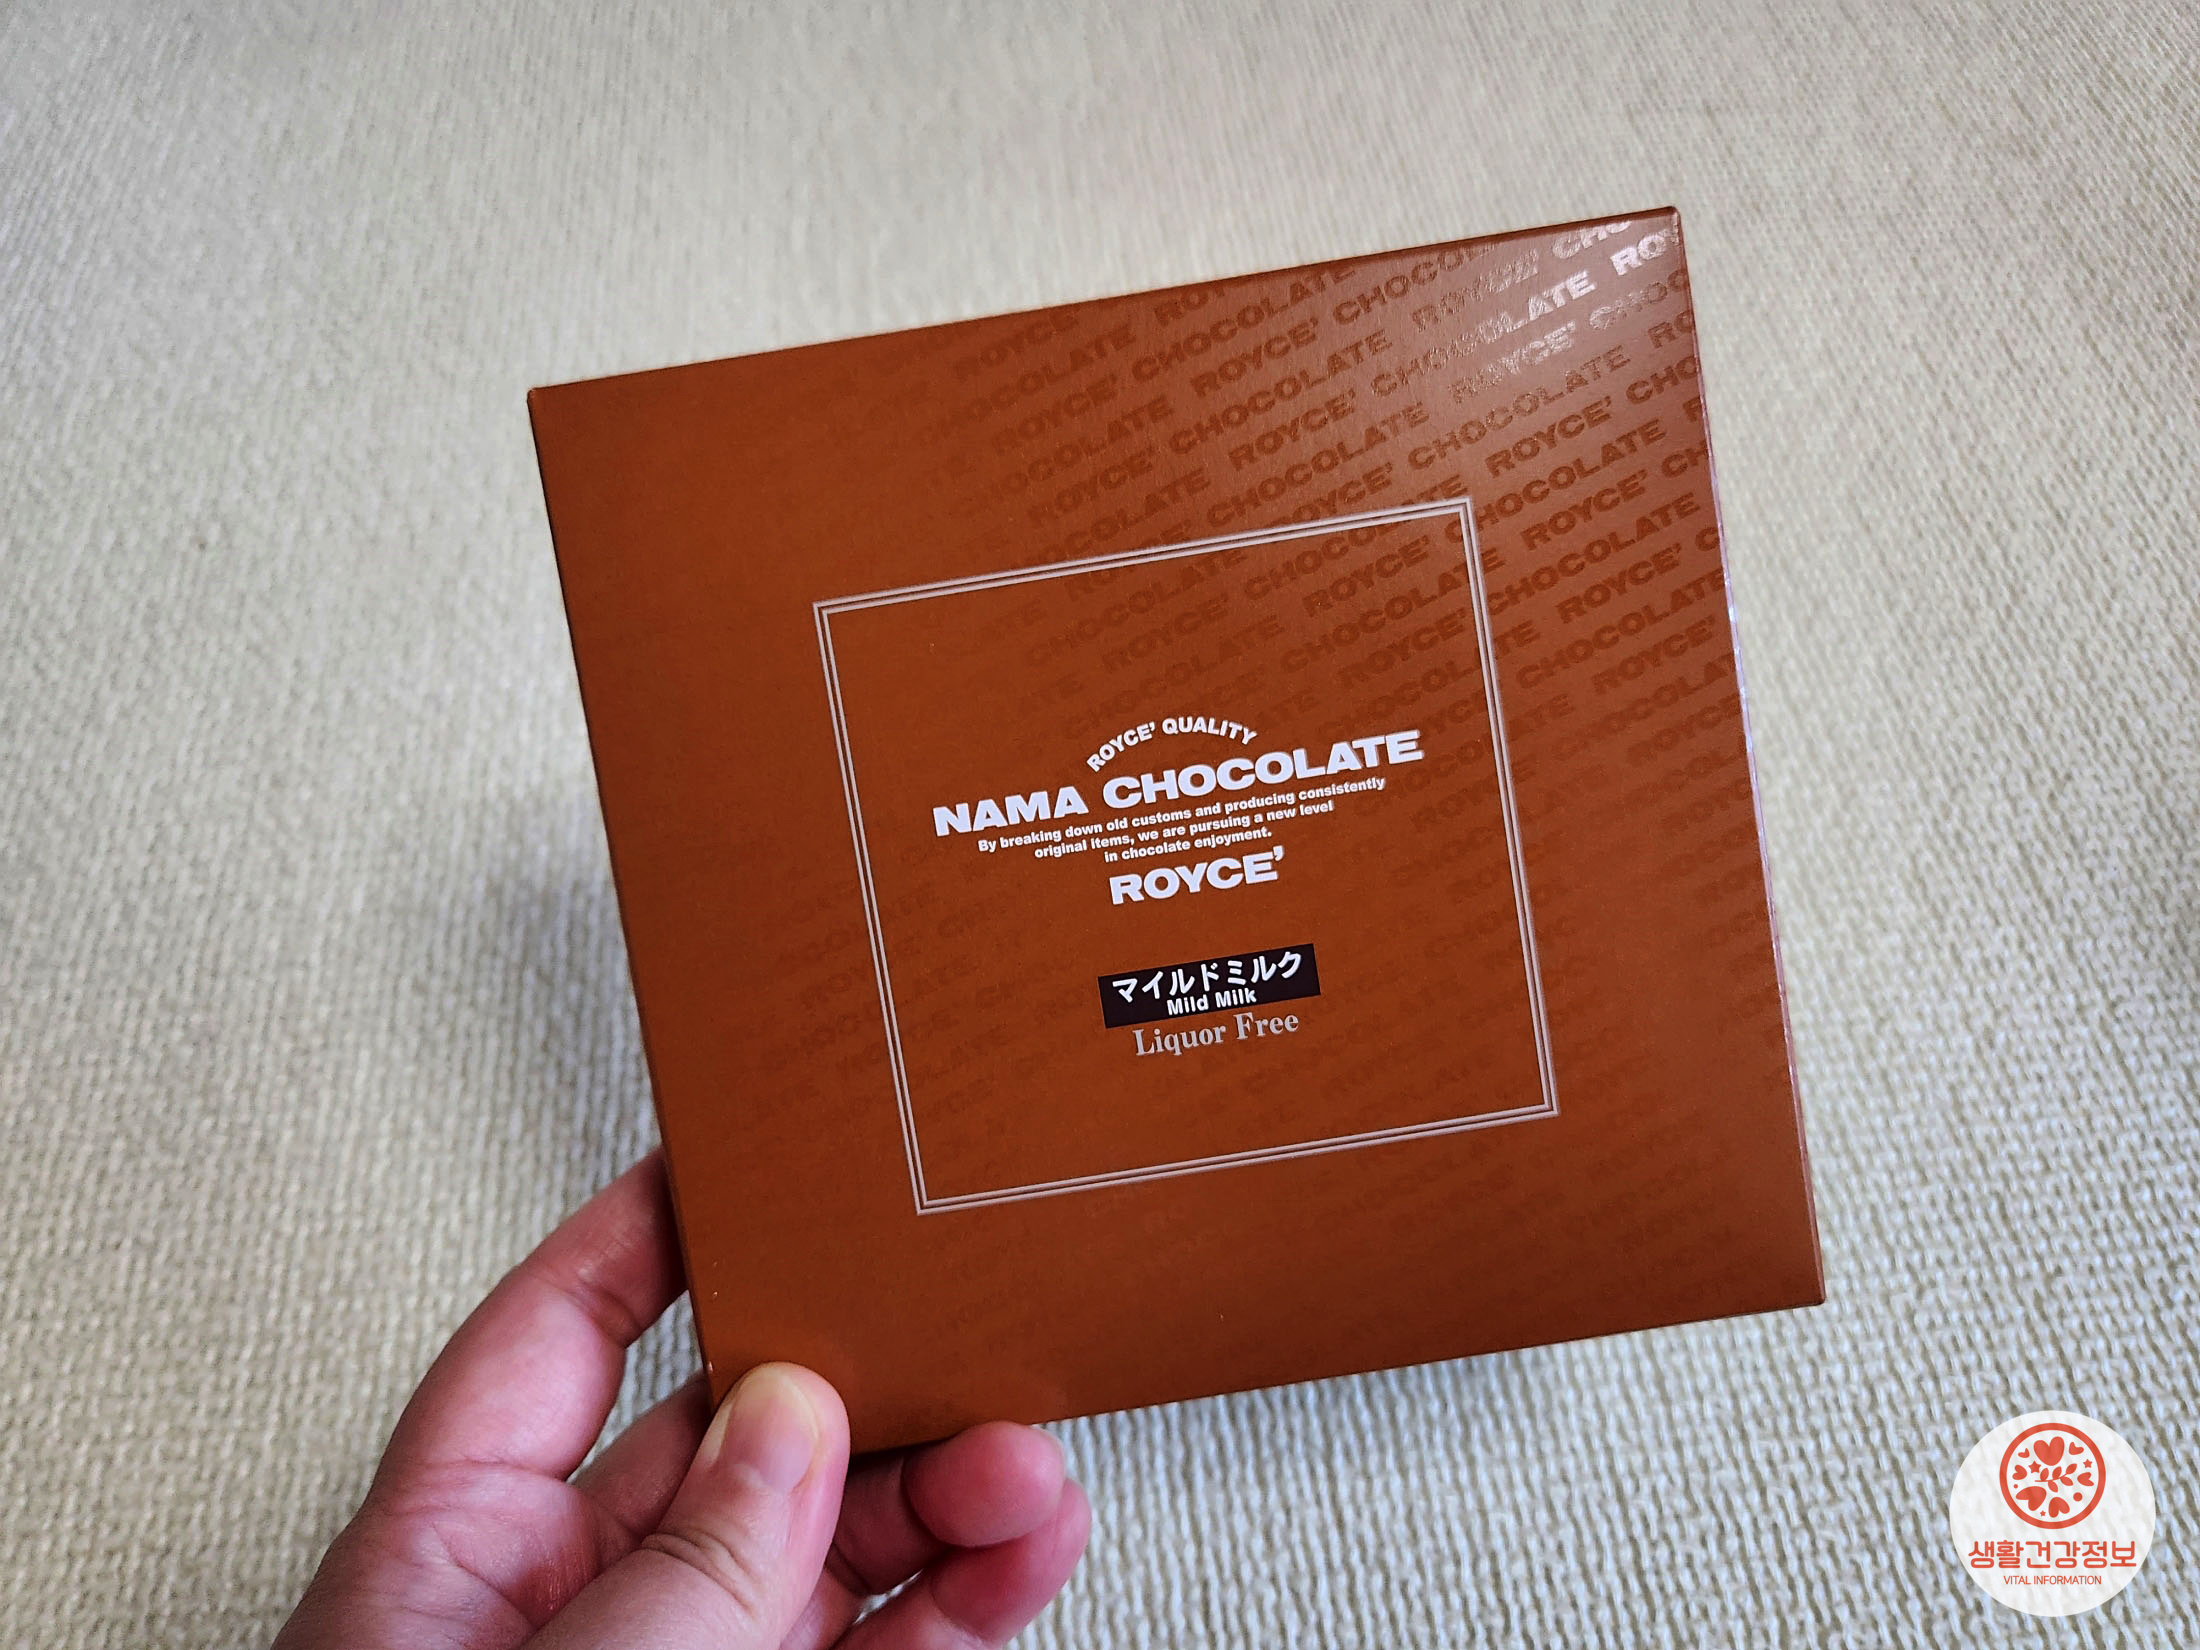 ROYCE' QUALITY
NAMA CHOCOLATE
By breaking down old customs and producing consistently
original items, we are pursuing a new level
in chocolate enjoyment.
ROYCE'
マイルドミルク
Mild Milk
Liquor Free
생활건강정보
VITAL INFORMATION